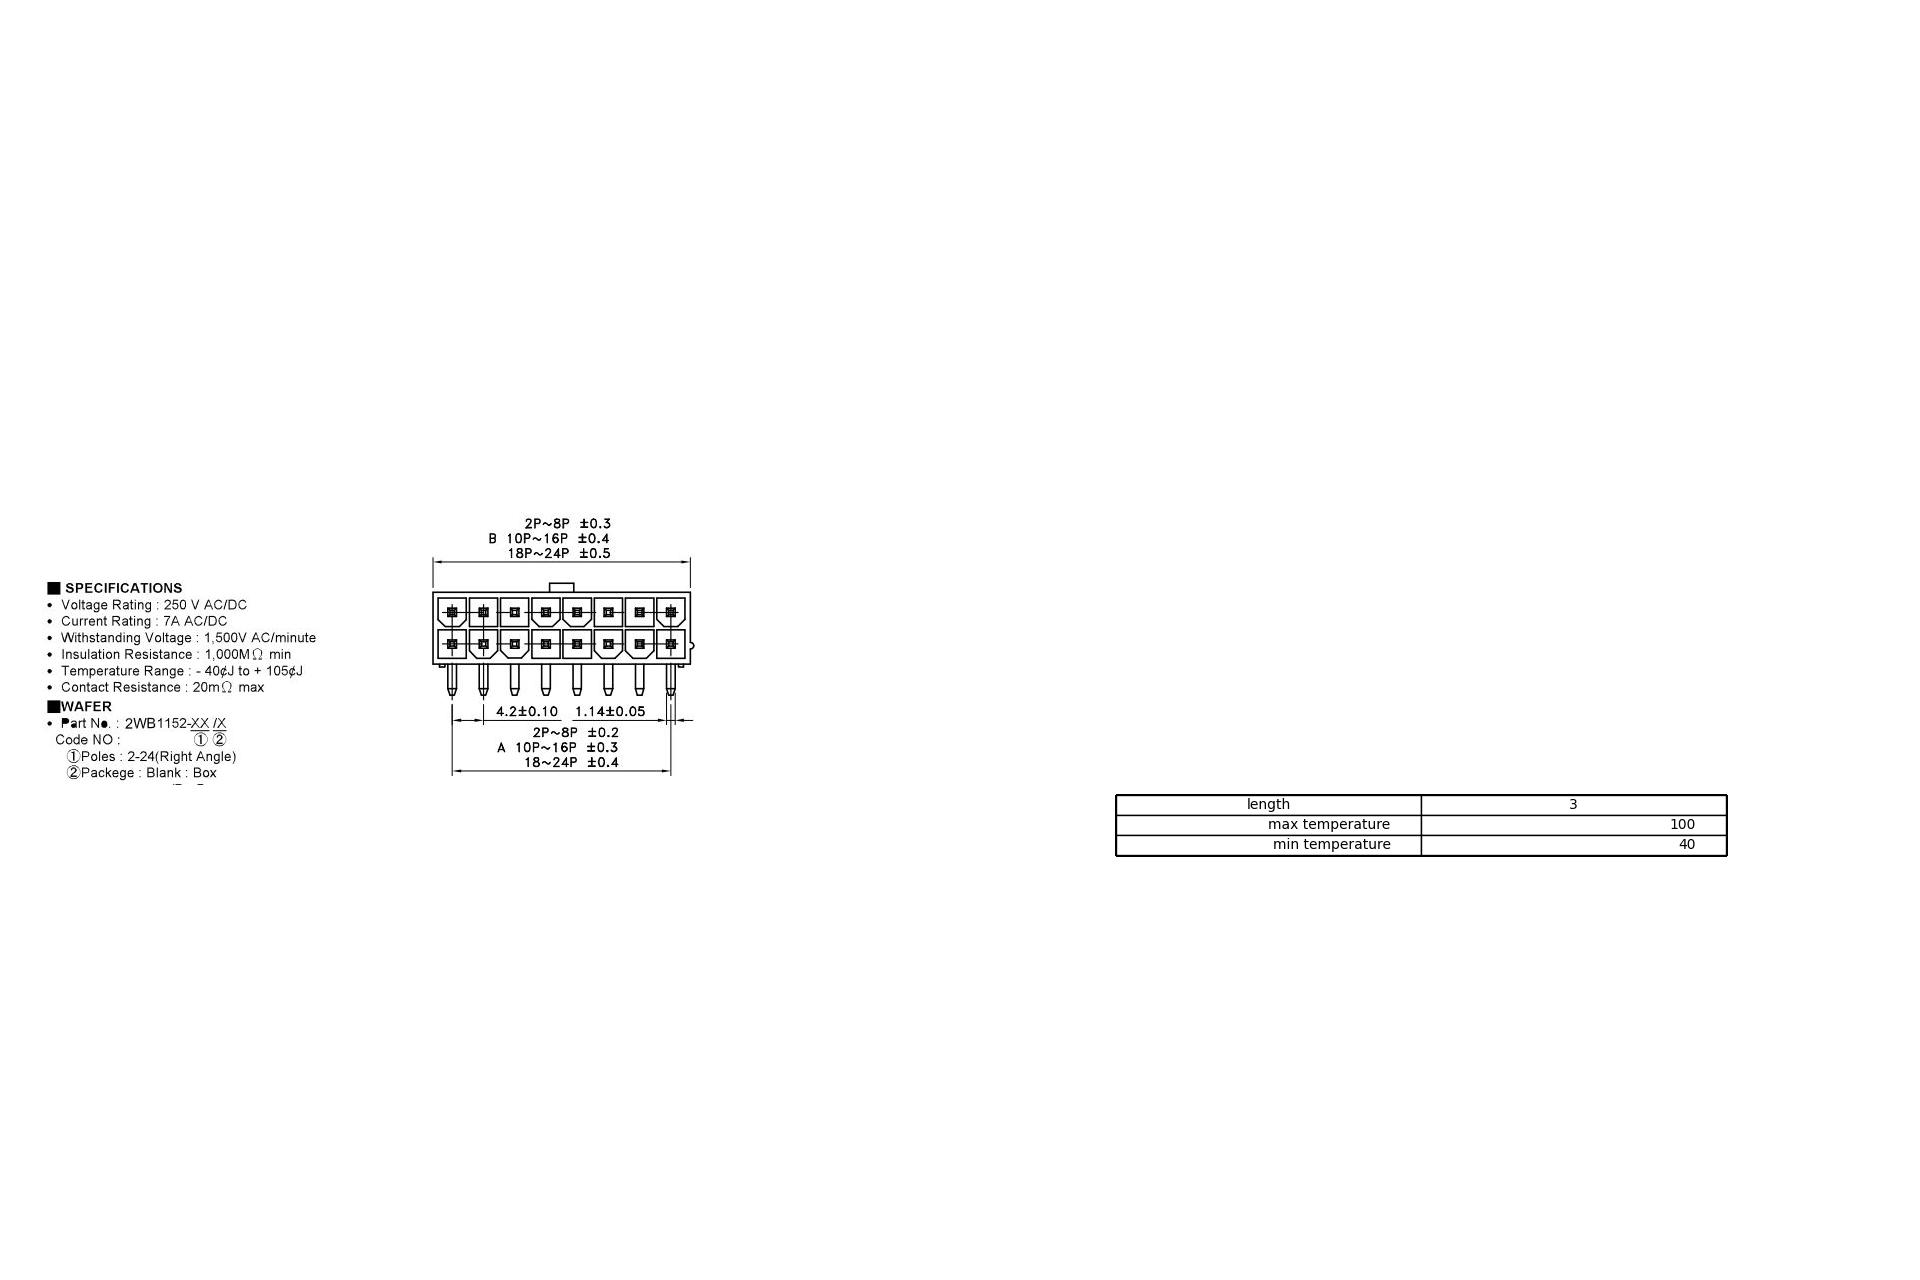 2P~8P ±0.3
B 10P~16P ±0.4
18P~24P ±0.5
■ SPECIFICATIONS
• Voltage Rating : 250 V AC/DC
• Current Rating : 7A AC/DC
• Withstanding Voltage : 1,500V AC/minute
• Insulation Resistance : 1,000MΩ min
• Temperature Range : - 40¢J to + 105¢J
• Contact Resistance : 20mΩ max
■WAFER
• Part No. : 2WB1152-XX /X
Code NO : ① ②
①Poles : 2-24(Right Angle)
②Packege : Blank : Box
4.2±0.10 1.14±0.05
2P~8P ±0.2
A 10P~16P ±0.3
18~24P ±0.4
length 3
max temperature 100
min temperature 40